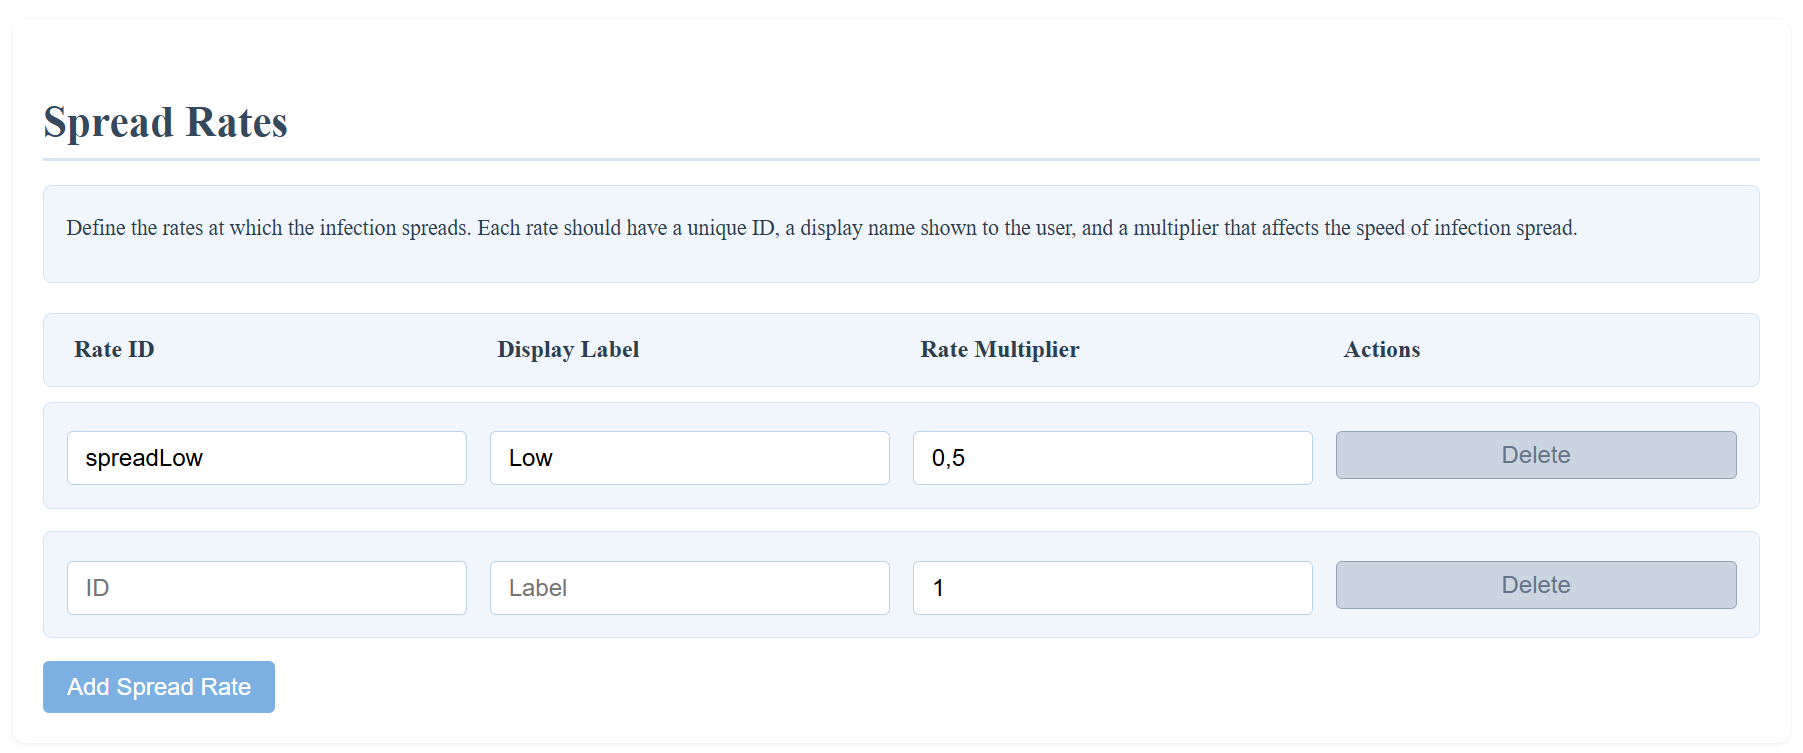 Spread Rates
Define the rates at which the infection spreads. Each rate should have a unique ID, a display name shown to the user, and a multiplier that affects the speed of infection spread.
Rate ID Display Label Rate Multiplier Actions
spreadLow Low 0,5 Delete
ID Label 1 Delete
Add Spread Rate